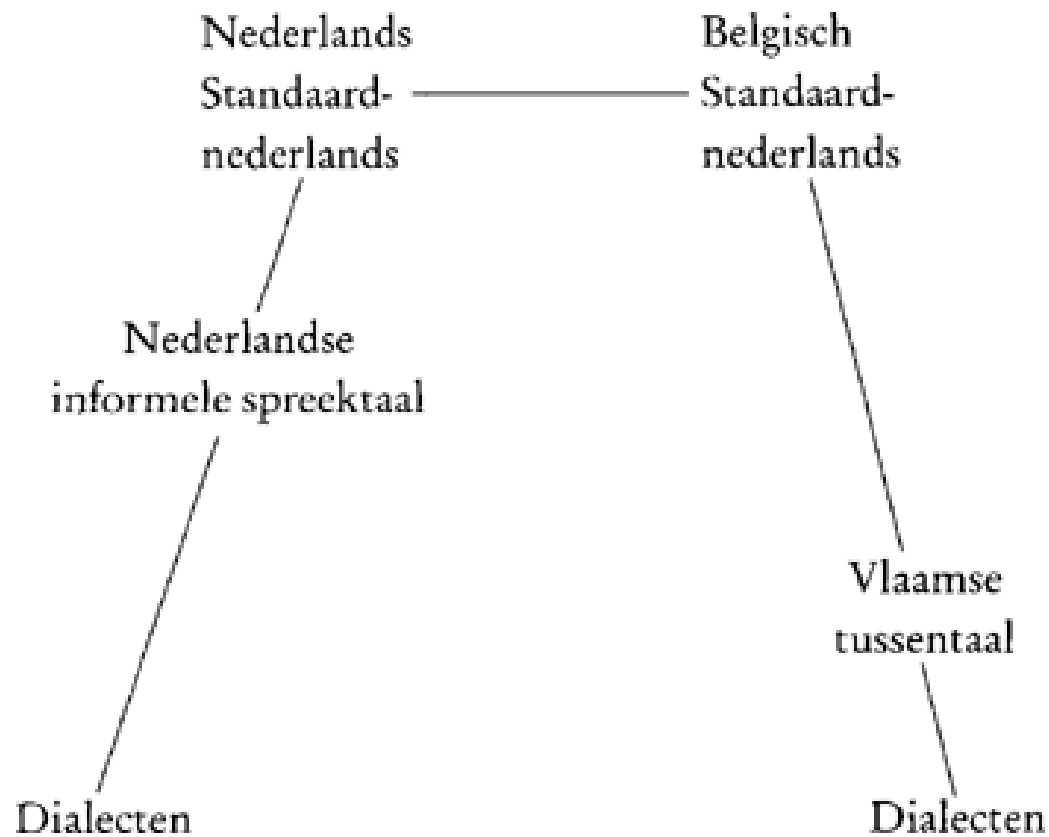 Nederlands
Standaard-
nederlands
Belgisch
Standaard-
nederlands
Nederlandse
informele spreektaal
Vlaamse
tussentaal
Dialecten
Dialecten